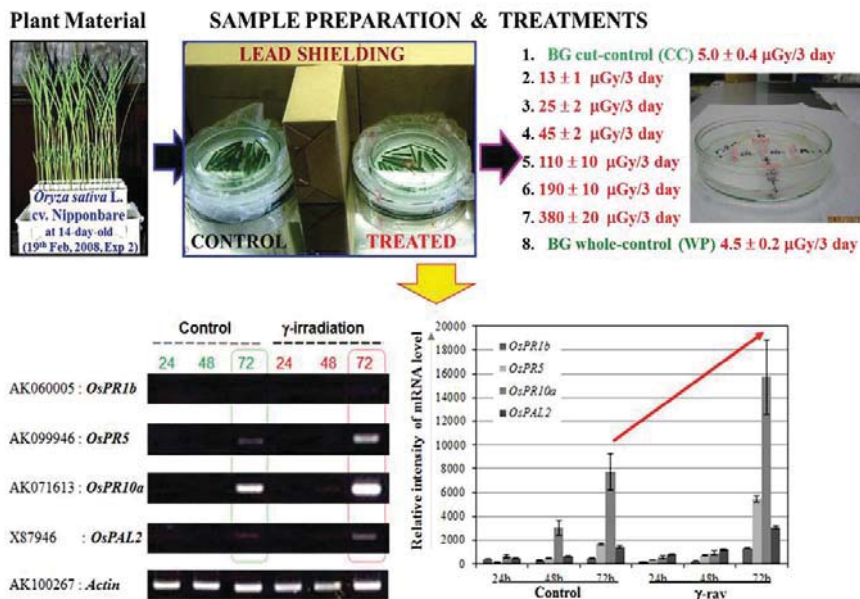 Plant Material
SAMPLE PREPARATION & TREATMENTS
Oryza sativa L.
cv. Nipponbare
at 14-day-old
(19th Feb, 2008, Exp 2)
LEAD SHIELDING
CONTROL
TREATED
1. BG cut-control (CC) 5.0 ± 0.4 µGy/3 day
2. 13 ± 1 µGy/3 day
3. 25 ± 2 µGy/3 day
4. 45 ± 2 µGy/3 day
5. 110 ± 10 µGy/3 day
6. 190 ± 10 µGy/3 day
7. 380 ± 20 µGy/3 day
8. BG whole-control (WP) 4.5 ± 0.2 µGy/3 day
Control γ-irradiation
24 48 72 24 48 72
AK060005 : OsPR1b
AK099946 : OsPR5
AK071613 : OsPR10a
X87946 : OsPAL2
AK100267 : Actin
Relative intensity of mRNA level
20000
18000
16000
14000
12000
10000
8000
6000
4000
2000
0
OsPR1b
OsPR5
OsPR10a
OsPAL2
24h 48h 72h 24h 48h 72h
Control γ-ray